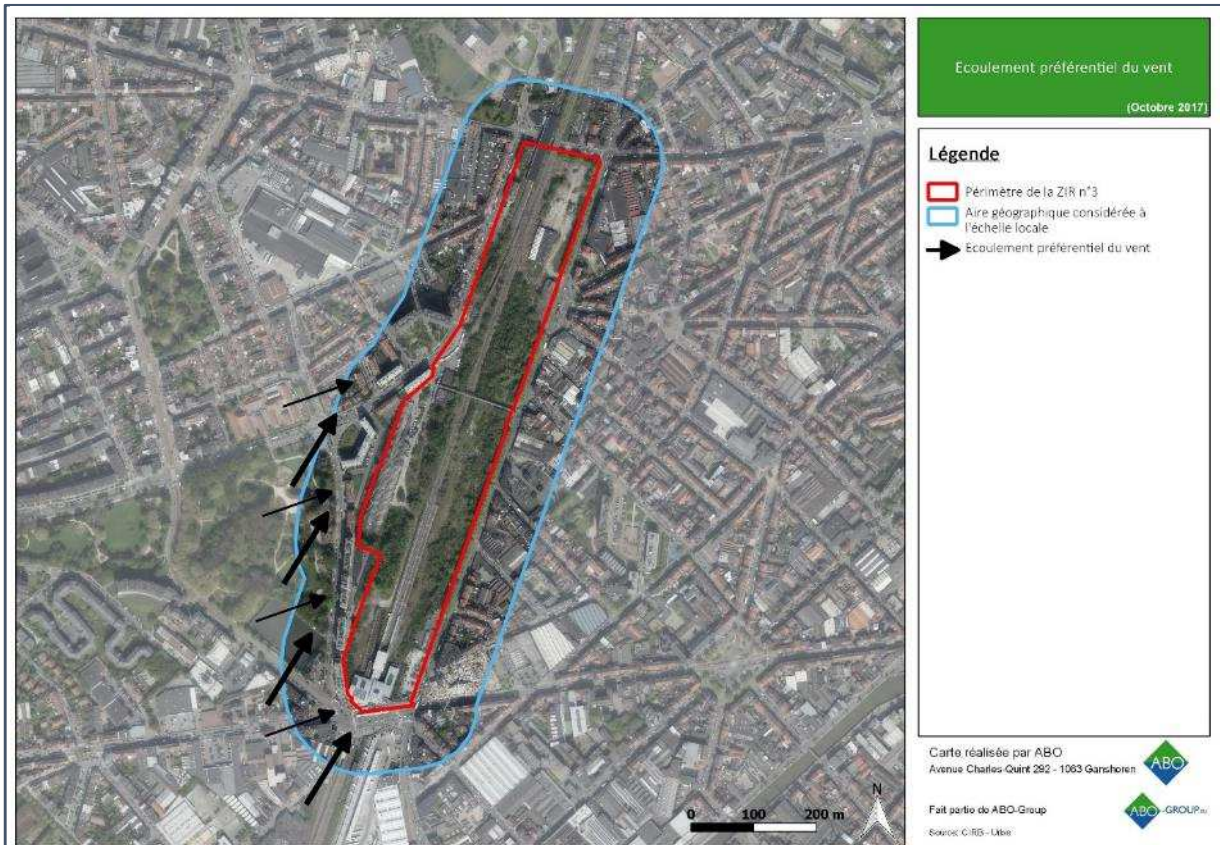 Ecoulement préférentiel du vent
(Octobre 2017)
Légende
Périmètre de la ZIR n°3
Aire géographique considérée à
l'échelle locale
Ecoulement préférentiel du vent
N
0 100 200 m
Carte réalisée par ABO
Avenue Charles-Quint 292 - 1083 Ganshoren
ABO
Fait partie de ABO-Group
ABO -GROUP
Source: CIRB - Urbis